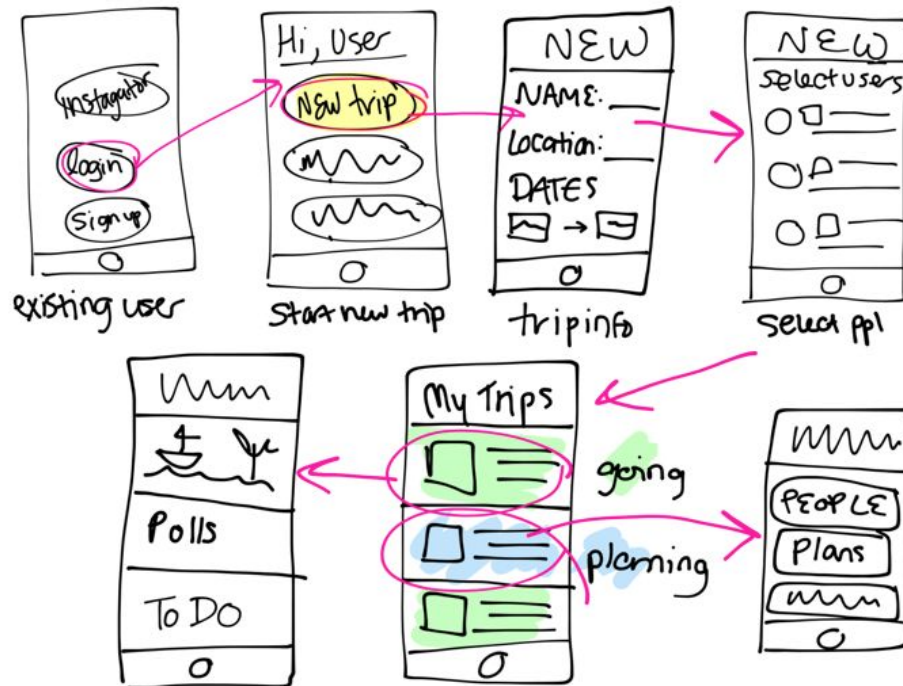 Instagator
login
Sign up
existing user
Hi, User
New trip
Start new trip
NEW
NAME:
Location:
DATES
trip info
NEW
Select users
Select ppl
Polls
To Do
My Trips
going
planning
PEOPLE
Plans